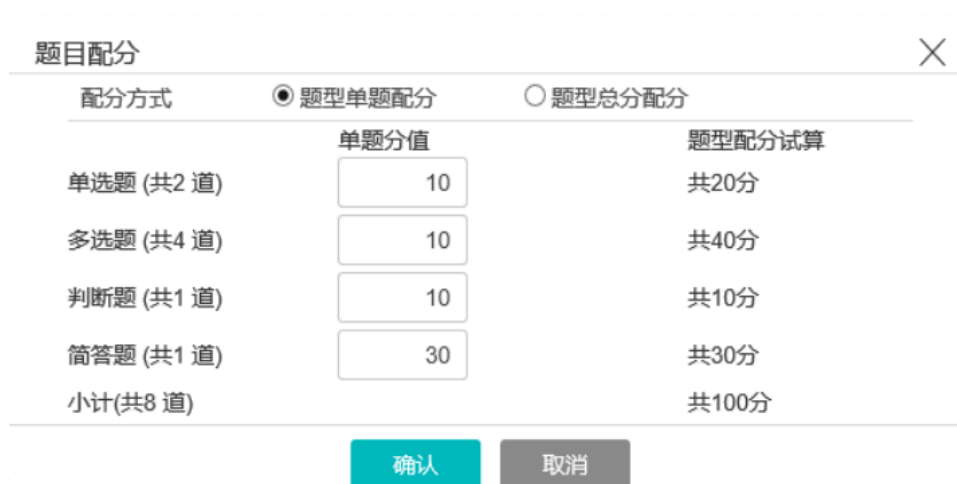 题目配分
配分方式 题型单题配分 题型总分配分
单题分值 题型配分试算
单选题 (共2 道) 10 共20分
多选题 (共4 道) 10 共40分
判断题 (共1 道) 10 共10分
简答题 (共1 道) 30 共30分
小计(共8 道) 共100分
确认 取消